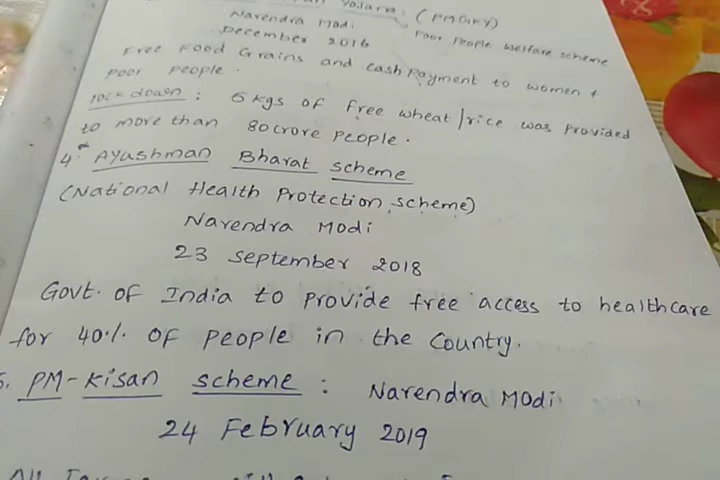 Yojana: (PMGKY)
Narendra Modi Poor People welfare scheme
December 2016
Free Food Grains and cash payment to women +
poor people.
lock down : 5 kgs of free wheat/rice was provided
to more than 80 crore people.
4. Ayushman Bharat scheme
(National Health Protection scheme)
Narendra Modi
23 September 2018
Govt. of India to provide free access to healthcare
for 40% of people in the country.
5. PM-Kisan scheme : Narendra Modi
24 February 2019
All